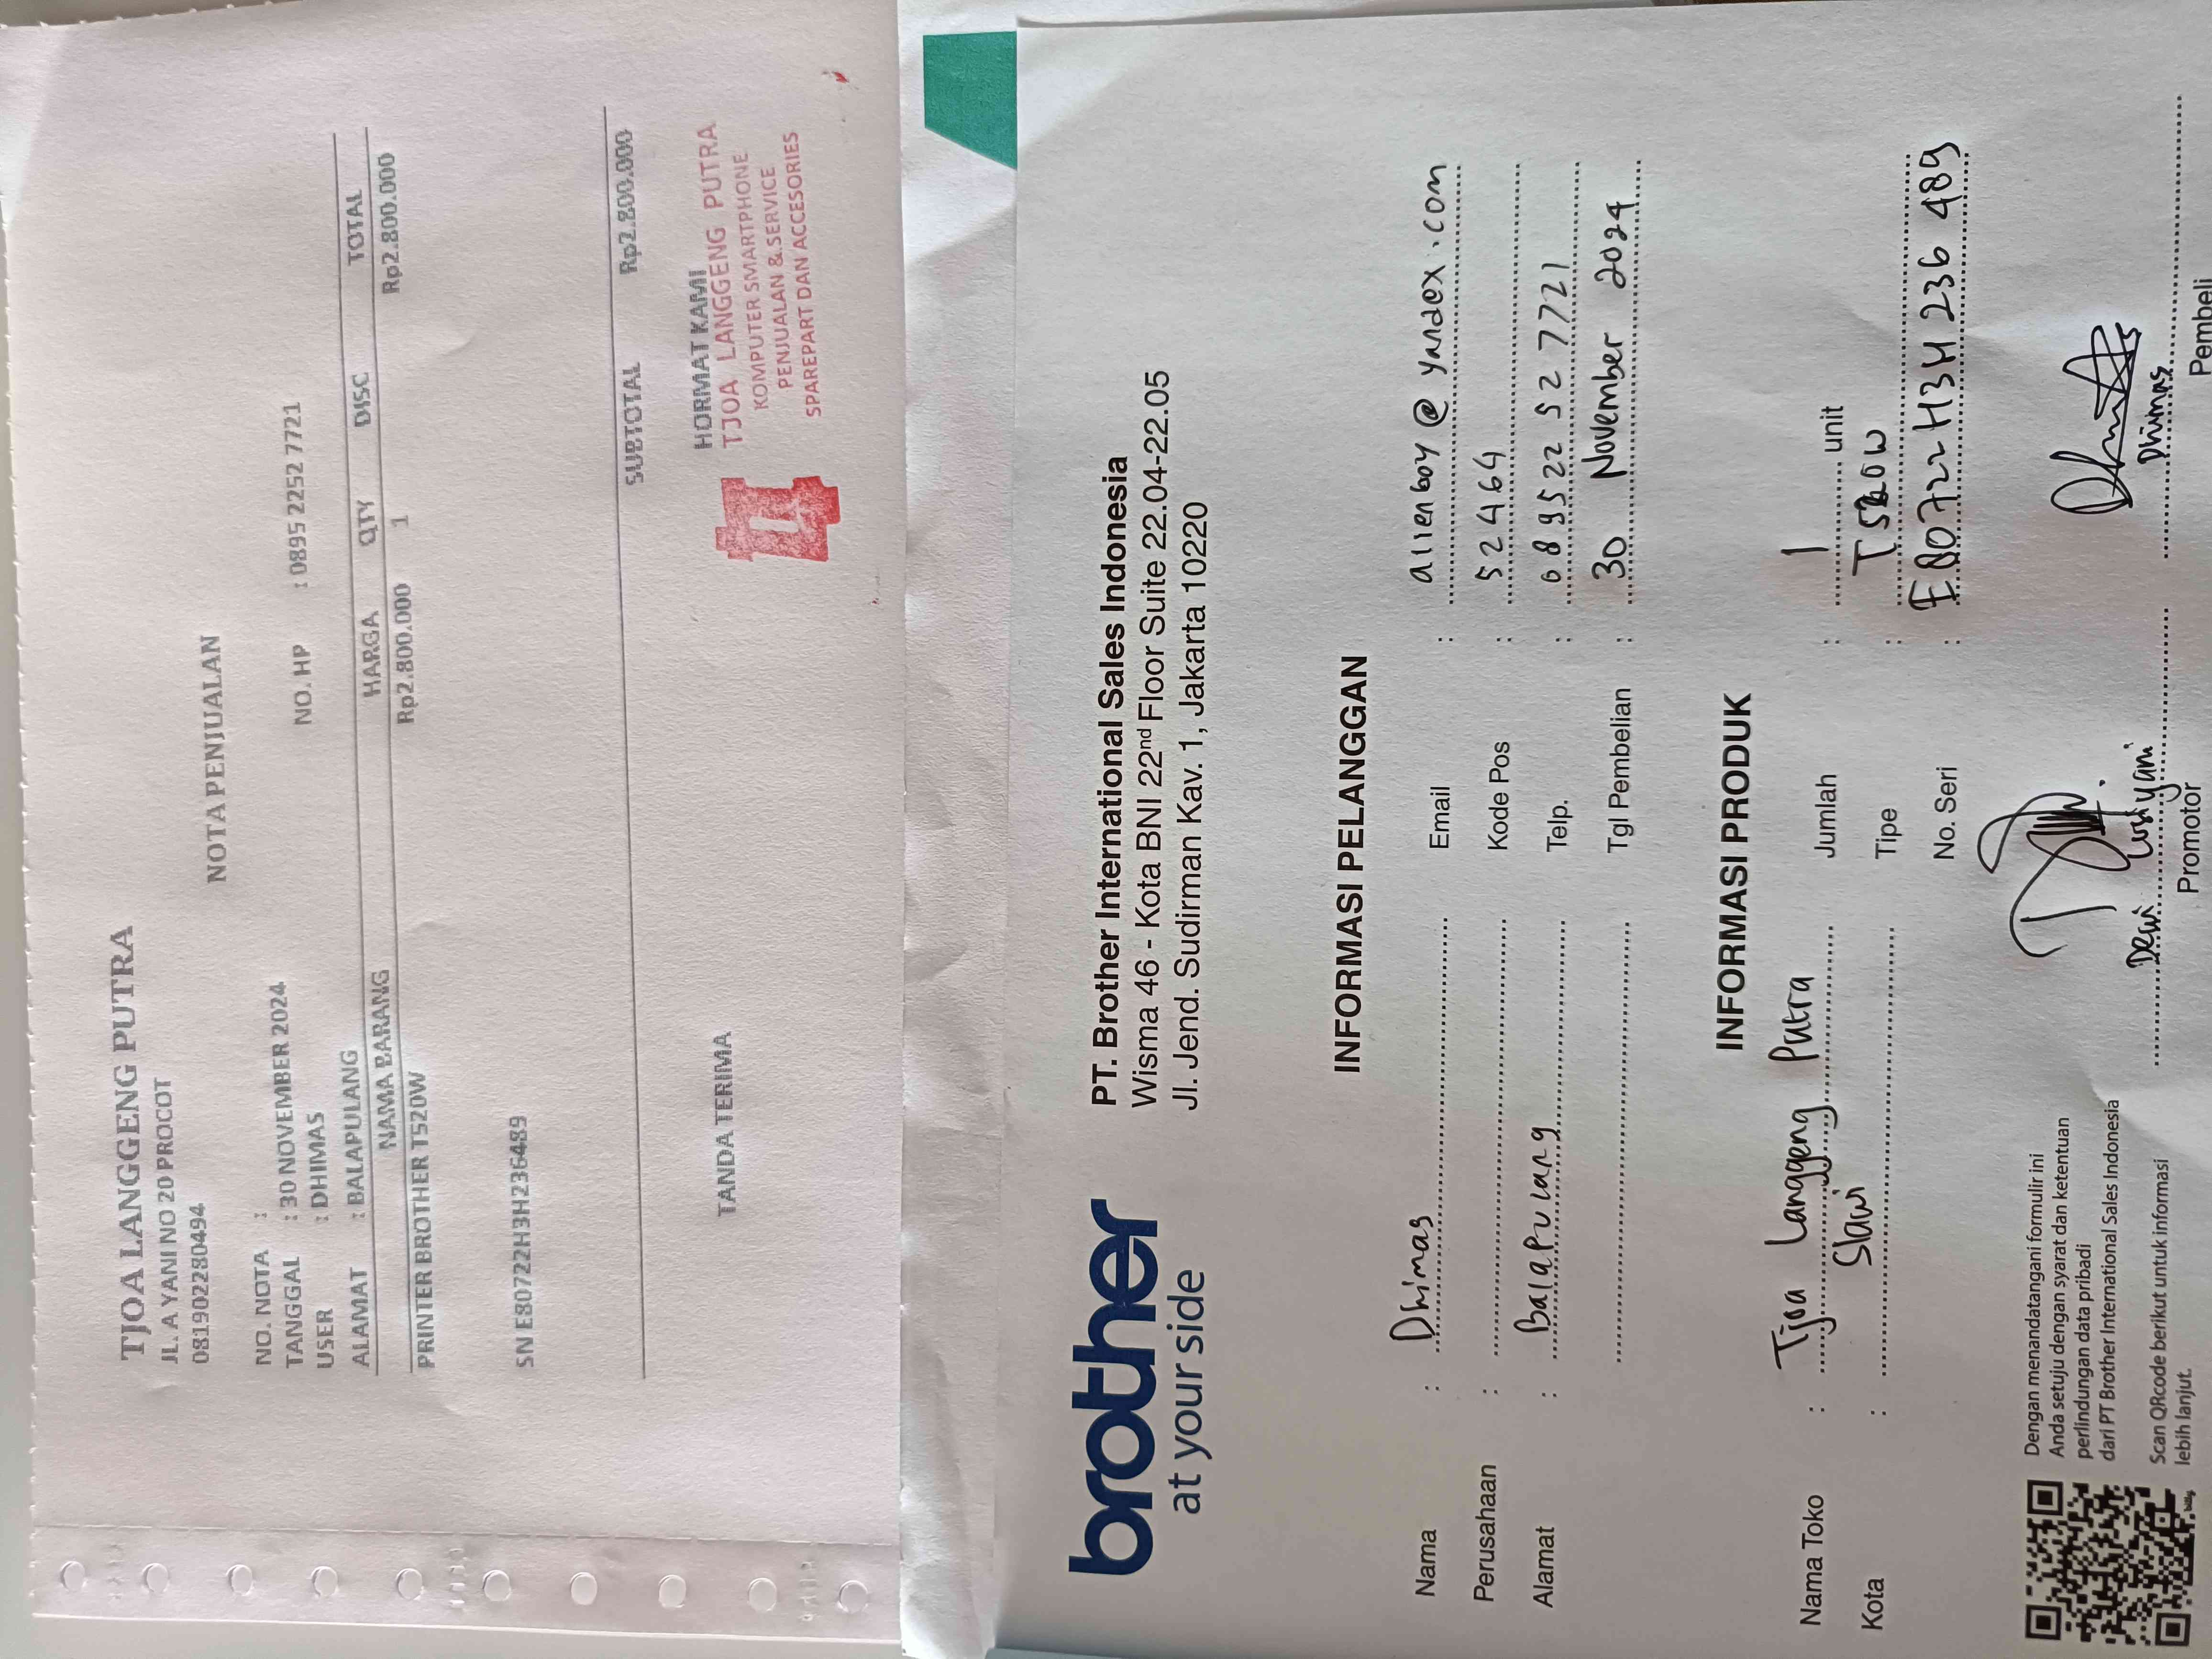 TJOA LANGGENG PUTRA
JL. A YANI NO 20 PROCOT
081902280494
NOTA PENJUALAN
NO. NOTA :
TANGGAL : 30 NOVEMBER 2024 NO. HP : 0895 2252 7721
USER : DHIMAS
ALAMAT : BALAPULANG
NAMA BARANG HARGA QTY DISC TOTAL
PRINTER BROTHER T520W Rp2.800.000 1 Rp2.800.000
SN E80722H3H236489
SUBTOTAL Rp2.800.000
TANDA TERIMA HORMAT KAMI
TJOA LANGGENG PUTRA
KOMPUTER SMARTPHONE
PENJUALAN & SERVICE
SPAREPART DAN ACCESORIES
brother
at your side
PT. Brother International Sales Indonesia
Wisma 46 - Kota BNI 22nd Floor Suite 22.04-22.05
Jl. Jend. Sudirman Kav. 1, Jakarta 10220
INFORMASI PELANGGAN
Nama : Dhimas Email : alienboy@yandex.com
Perusahaan : Kode Pos : 52464
Alamat : Balapulang Telp. : 0895 22 52 7721
Tgl Pembelian : 30 November 2024
INFORMASI PRODUK
Nama Toko : Tjoa Langgeng Putra Jumlah : 1 unit
Kota : Slawi Tipe : T520W
No. Seri : E80722H3H236489
Dengan menandatangani formulir ini
Anda setuju dengan syarat dan ketentuan
perlindungan data pribadi
dari PT Brother International Sales Indonesia
Scan QRcode berikut untuk informasi
lebih lanjut.
Dewi Lusiyani Dhimas
Promotor Pembeli